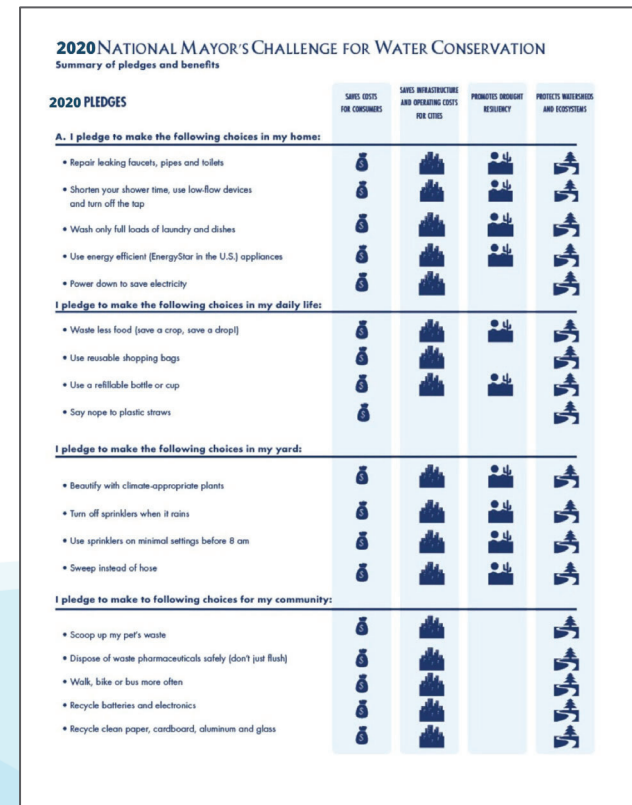 2020 NATIONAL MAYOR'S CHALLENGE FOR WATER CONSERVATION
Summary of pledges and benefits
2020 PLEDGES
SAVES COSTS
FOR CONSUMERS
SAVES INFRASTRUCTURE
AND OPERATING COSTS
FOR CITIES
PROMOTES DROUGHT
RESILIENCY
PROTECTS WATERSHEDS
AND ECOSYSTEMS
A. I pledge to make the following choices in my home:
• Repair leaking faucets, pipes and toilets
• Shorten your shower time, use low-flow devices
and turn off the tap
• Wash only full loads of laundry and dishes
• Use energy efficient (EnergyStar in the U.S.) appliances
• Power down to save electricity
I pledge to make the following choices in my daily life:
• Waste less food (save a crop, save a drop!)
• Use reusable shopping bags
• Use a refillable bottle or cup
• Say nope to plastic straws
I pledge to make the following choices in my yard:
• Beautify with climate-appropriate plants
• Turn off sprinklers when it rains
• Use sprinklers on minimal settings before 8 am
• Sweep instead of hose
I pledge to make to following choices for my community:
• Scoop up my pet's waste
• Dispose of waste pharmaceuticals safely (don't just flush)
• Walk, bike or bus more often
• Recycle batteries and electronics
• Recycle clean paper, cardboard, aluminum and glass